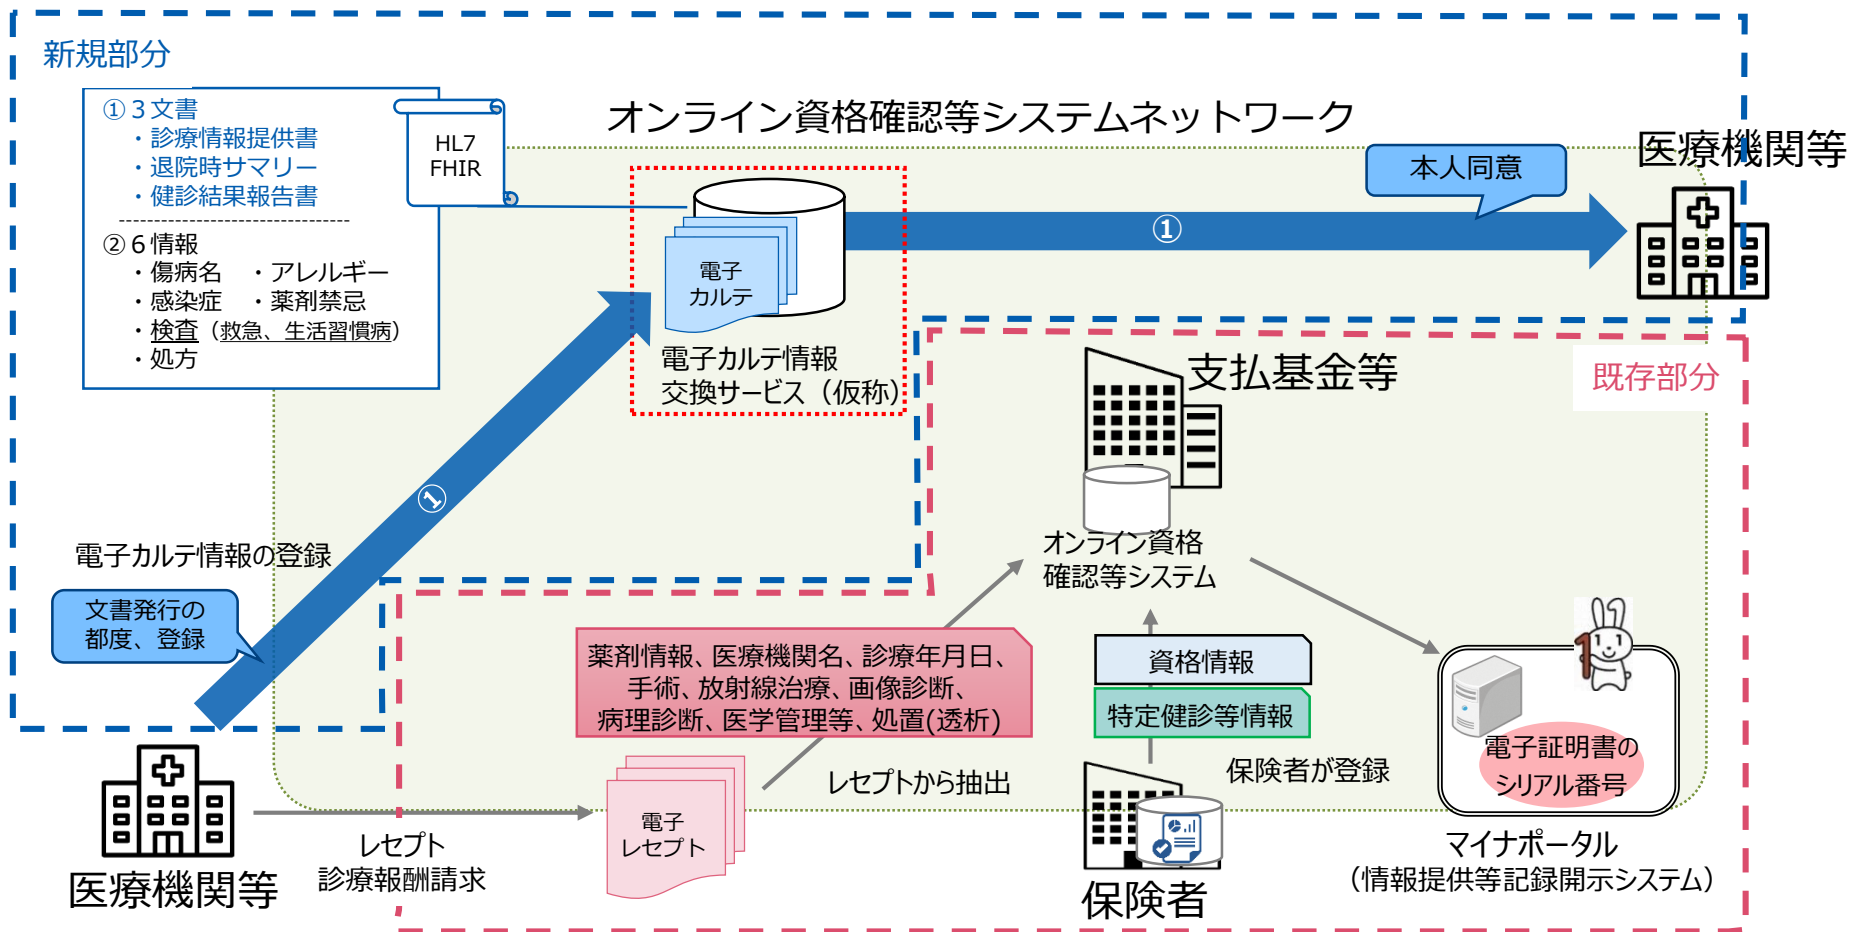 新規部分
①３文書
・診療情報提供書
・退院時サマリー
・健診結果報告書
②６情報
・傷病名　・アレルギー
・感染症　・薬剤禁忌
・検査（救急、生活習慣病）
・処方
HL7
FHIR
オンライン資格確認等システムネットワーク
医療機関等
本人同意
①
電子
カルテ
電子カルテ情報
交換サービス（仮称）
支払基金等
既存部分
①
電子カルテ情報の登録
文書発行の
都度、登録
オンライン資格
確認等システム
薬剤情報、医療機関名、診療年月日、
手術、放射線治療、画像診断、
病理診断、医学管理等、処置(透析)
資格情報
特定健診等情報
1
電子証明書の
シリアル番号
レセプトから抽出
保険者が登録
電子
レセプト
レセプト
診療報酬請求
医療機関等
保険者
マイナポータル
（情報提供等記録開示システム）